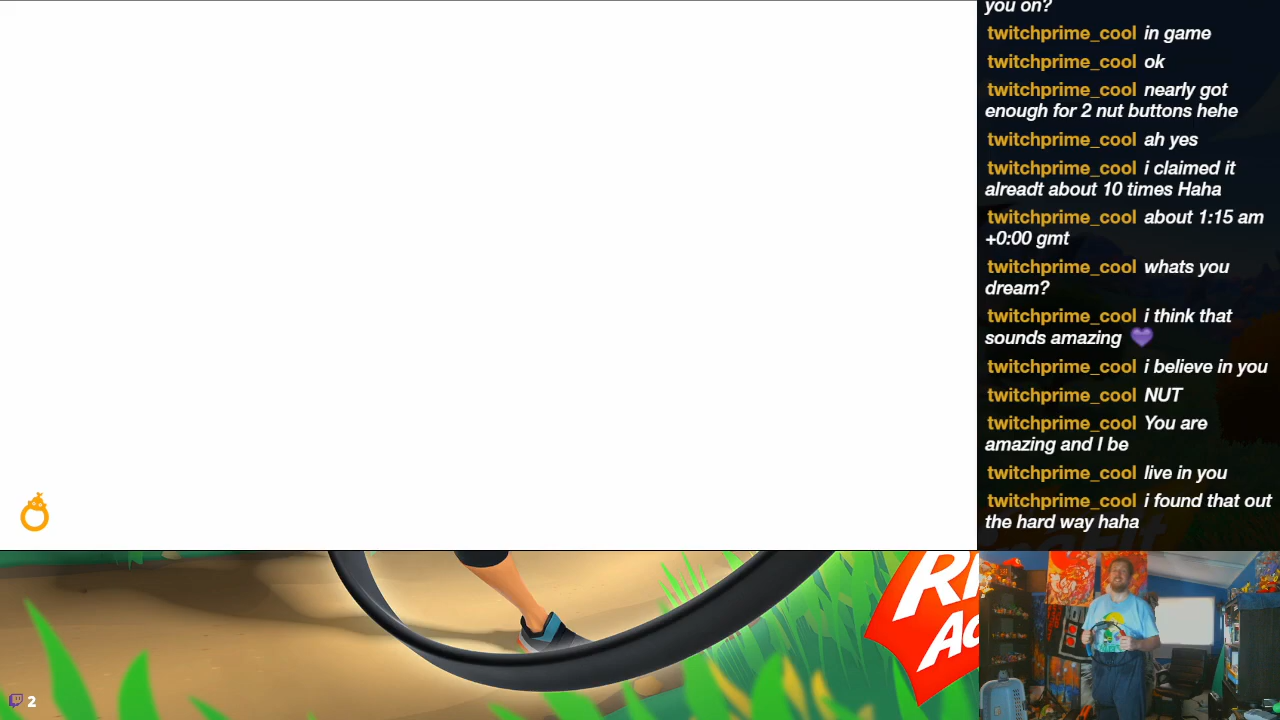 you on?
twitchprime_cool in game
twitchprime_cool ok
twitchprime_cool nearly got
enough for 2 nut buttons hehe
twitchprime_cool ah yes
twitchprime_cool i claimed it
alreadt about 10 times Haha
twitchprime_cool about 1:15 am
+0:00 gmt
twitchprime_cool whats you
dream?
twitchprime_cool i think that
sounds amazing 💜
twitchprime_cool i believe in you
twitchprime_cool NUT
twitchprime_cool You are
amazing and I be
twitchprime_cool live in you
twitchprime_cool i found that out
the hard way haha
2